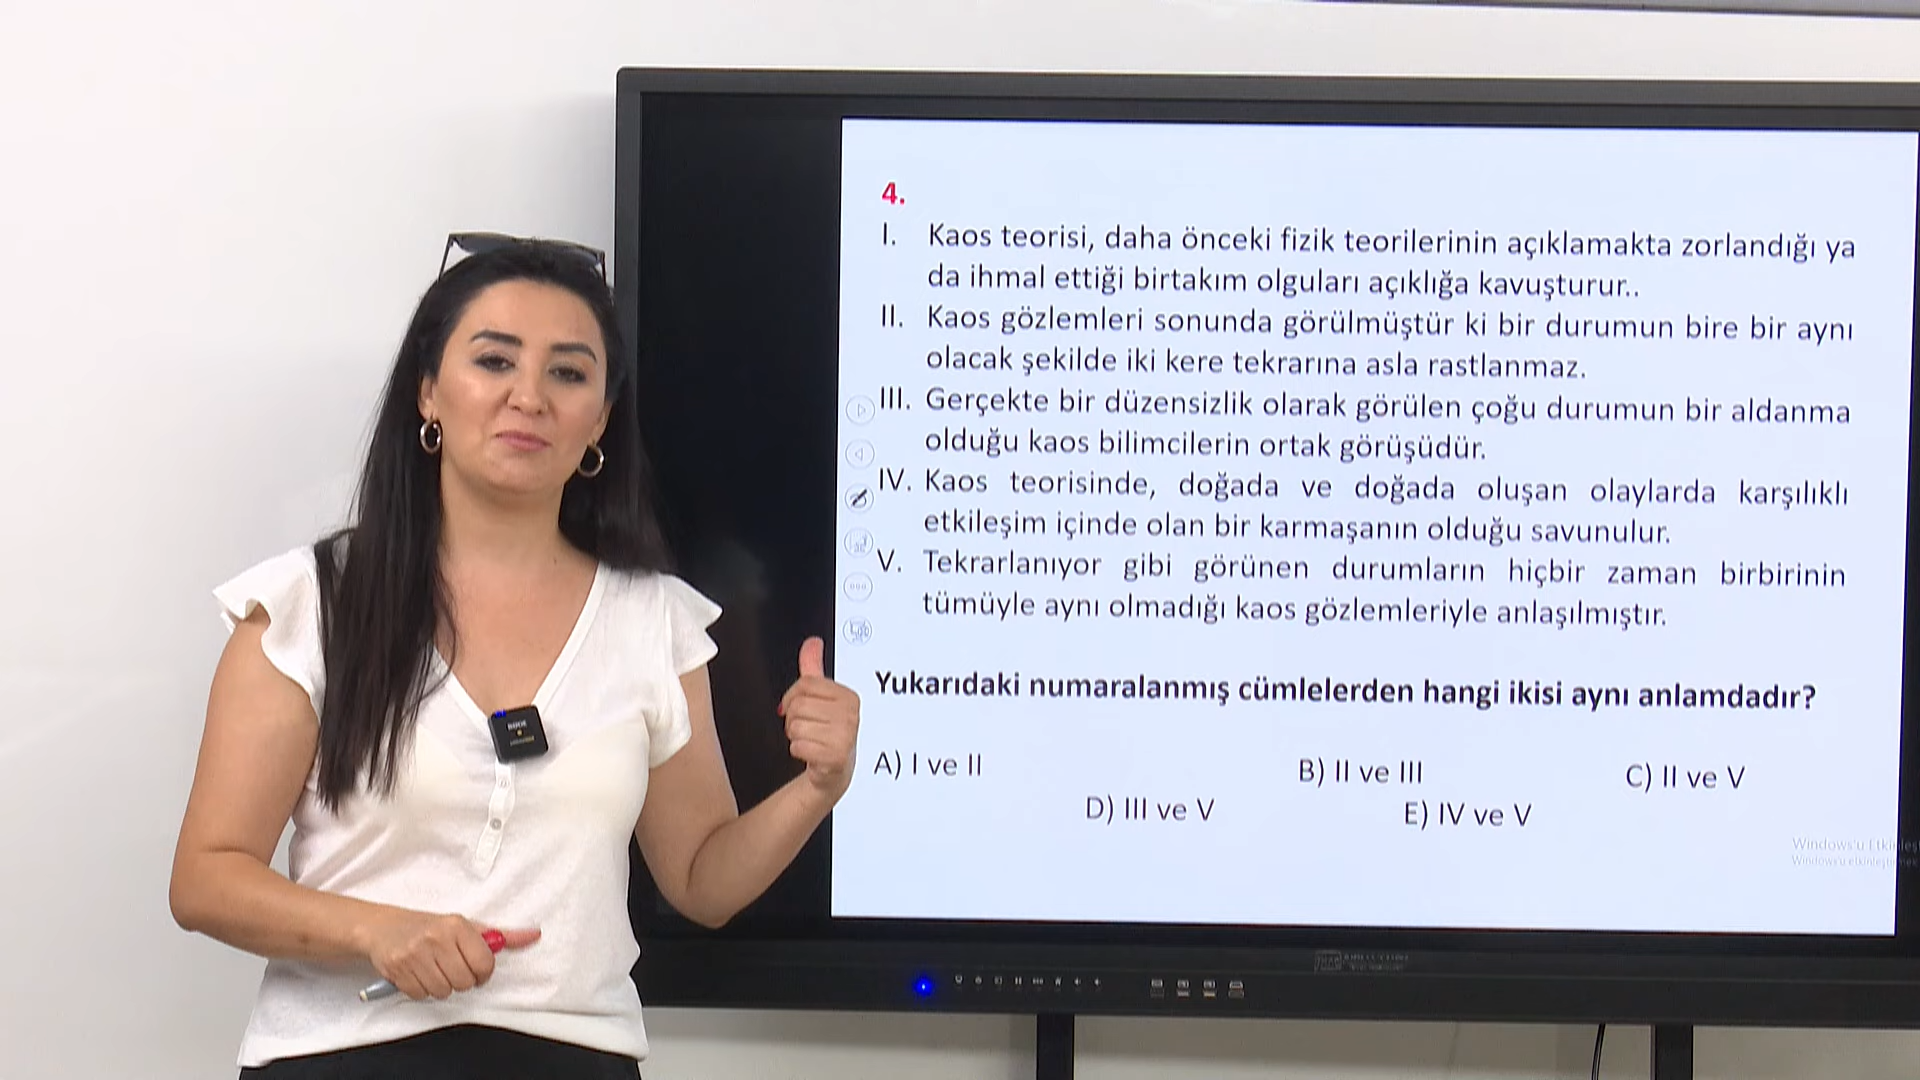 4.
I. Kaos teorisi, daha önceki fizik teorilerinin açıklamakta zorlandığı ya
da ihmal ettiği birtakım olguları açıklığa kavuşturur..
II. Kaos gözlemleri sonunda görülmüştür ki bir durumun bire bir aynı
olacak şekilde iki kere tekrarına asla rastlanmaz.
III. Gerçekte bir düzensizlik olarak görülen çoğu durumun bir aldanma
olduğu kaos bilimcilerin ortak görüşüdür.
IV. Kaos teorisinde, doğada ve doğada oluşan olaylarda karşılıklı
etkileşim içinde olan bir karmaşanın olduğu savunulur.
V. Tekrarlanıyor gibi görünen durumların hiçbir zaman birbirinin
tümüyle aynı olmadığı kaos gözlemleriyle anlaşılmıştır.
Yukarıdaki numaralanmış cümlelerden hangi ikisi aynı anlamdadır?
A) I ve II B) II ve III C) II ve V
D) III ve V E) IV ve V
Windows'u Etkinleş